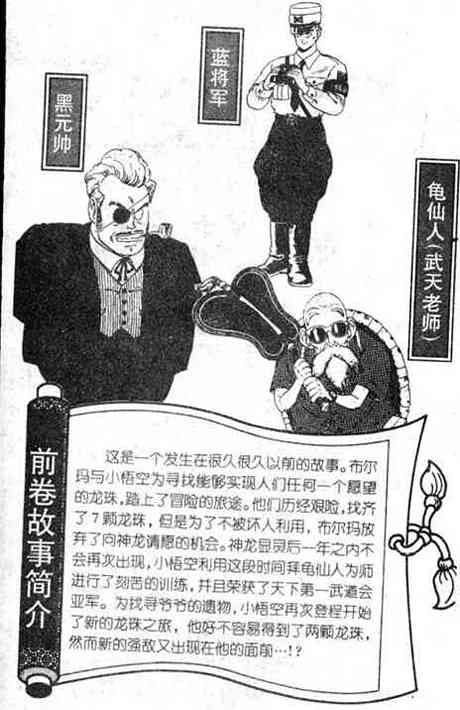 蓝将军
黑元帅
龟仙人(武天老师)
前卷故事简介
这是一个发生在很久很久以前的故事。布尔
玛与小悟空为寻找能够实现人们任何一个愿望
的龙珠,踏上了冒险的旅途。他们历经艰险,找齐
了7颗龙珠,但是为了不被坏人利用,布尔玛放
弃了向神龙请愿的机会。神龙显灵后一年之内不
会再次出现,小悟空利用这段时间拜龟仙人为师
进行了刻苦的训练,并且荣获了天下第一武道会
亚军。为找寻爷爷的遗物,小悟空再次登程开始
了新的龙珠之旅,他好不容易得到了两颗龙珠,
然而新的强敌又出现在他的面前…!?